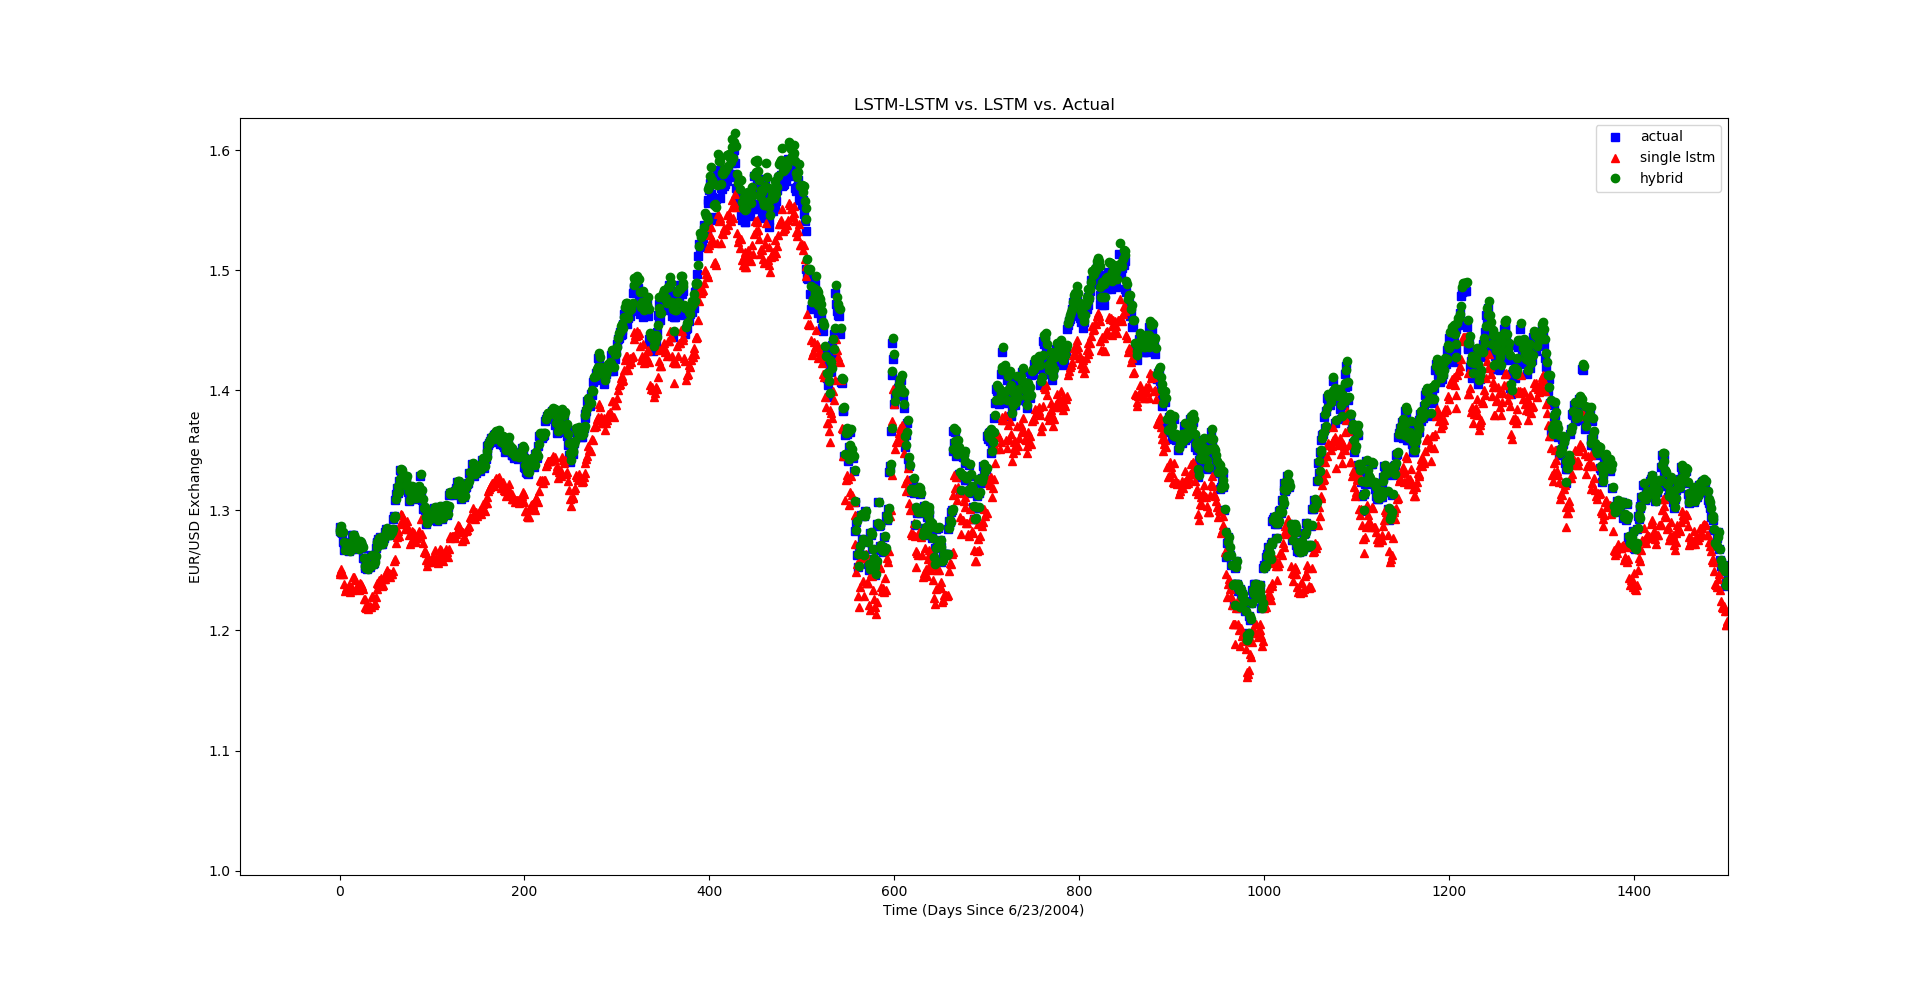 LSTM-LSTM vs. LSTM vs. Actual
actual
single lstm
hybrid
EUR/USD Exchange Rate
1.6
1.5
1.4
1.3
1.2
1.1
1.0
0 200 400 600 800 1000 1200 1400
Time (Days Since 6/23/2004)